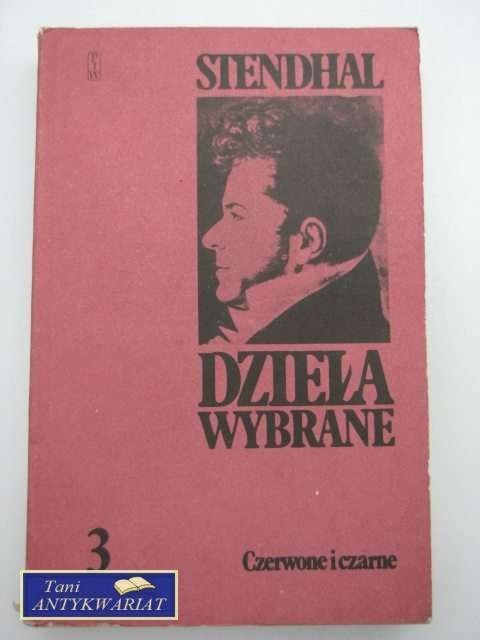 STENDHAL
DZIEŁA
WYBRANE
3
Czerwone i czarne
Tani
ANTYKWARIAT